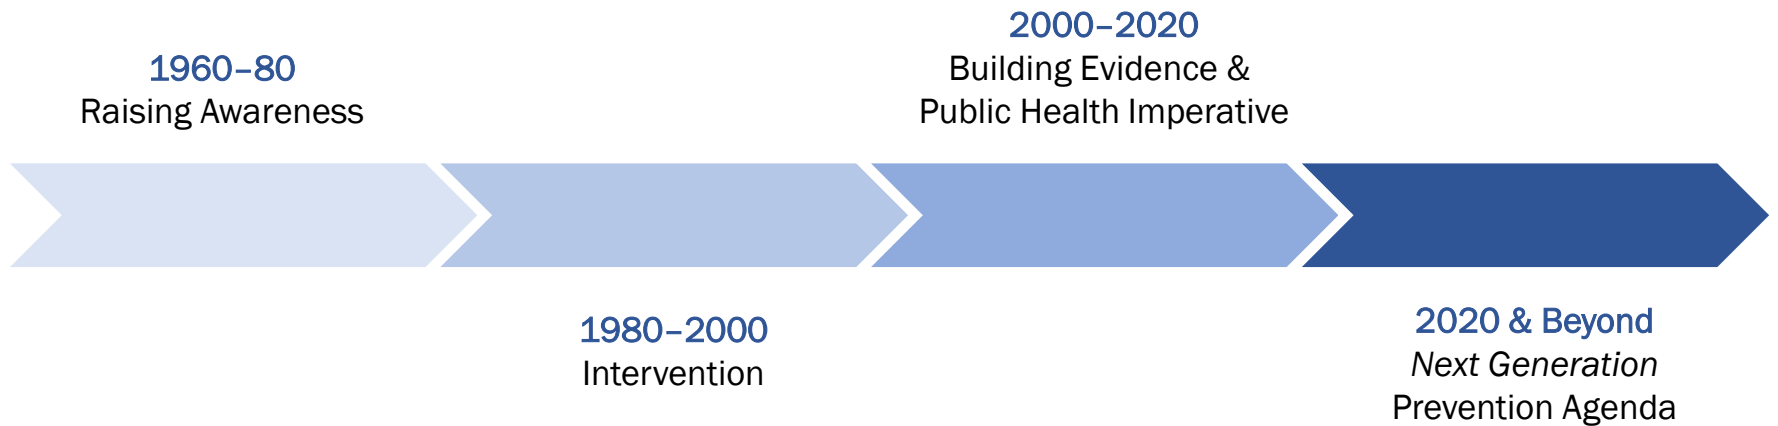 1960–80
Raising Awareness
1980–2000
Intervention
2000–2020
Building Evidence &
Public Health Imperative
2020 & Beyond
Next Generation
Prevention Agenda